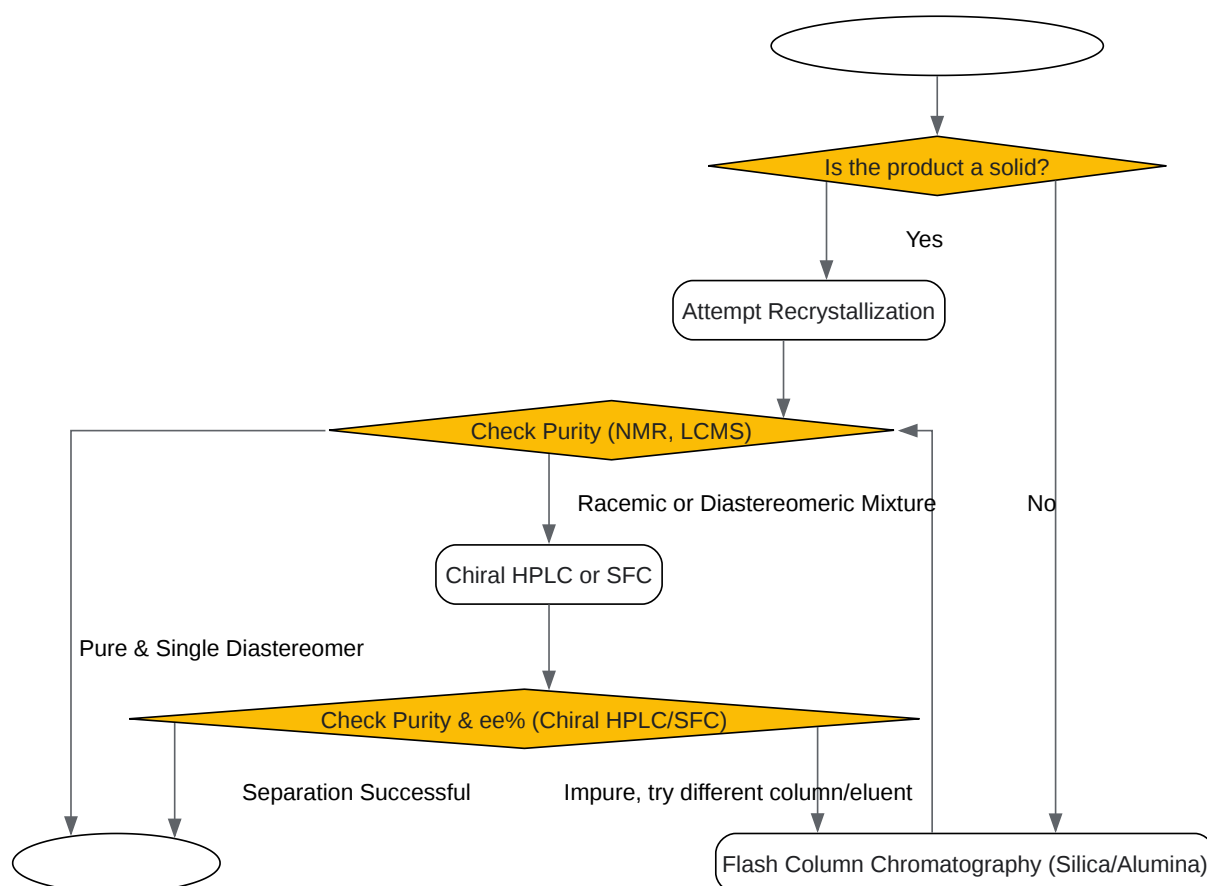 Is the product a solid?
Yes
Attempt Recrystallization
Check Purity (NMR, LCMS)
Racemic or Diastereomeric Mixture
No
Chiral HPLC or SFC
Pure & Single Diastereomer
Check Purity & ee% (Chiral HPLC/SFC)
Separation Successful
Impure, try different column/eluent
Flash Column Chromatography (Silica/Alumina)